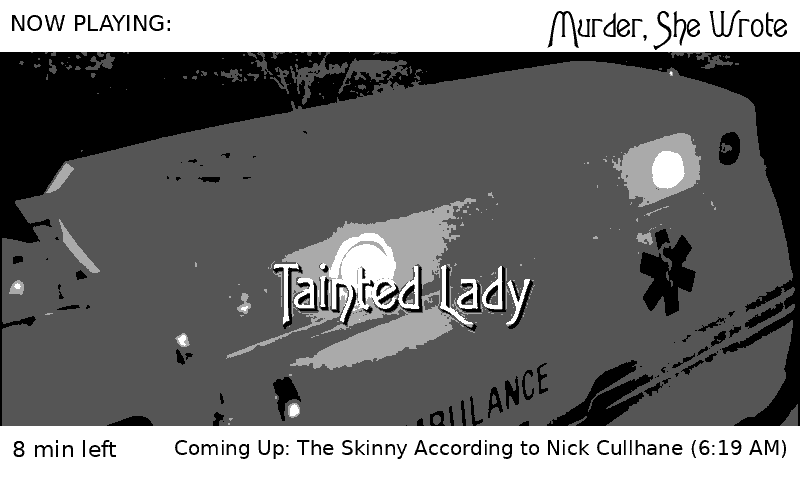 NOW PLAYING:
Murder, She Wrote
Tainted Lady
AMBULANCE
8 min left
Coming Up: The Skinny According to Nick Cullhane (6:19 AM)